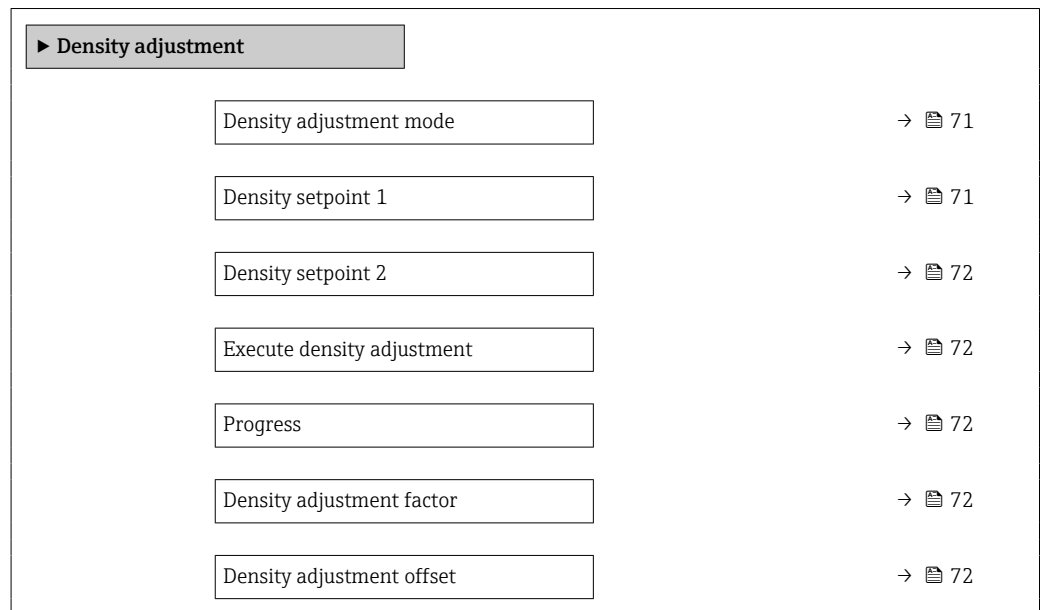 ▶ Density adjustment
Density adjustment mode → 71
Density setpoint 1 → 71
Density setpoint 2 → 72
Execute density adjustment → 72
Progress → 72
Density adjustment factor → 72
Density adjustment offset → 72